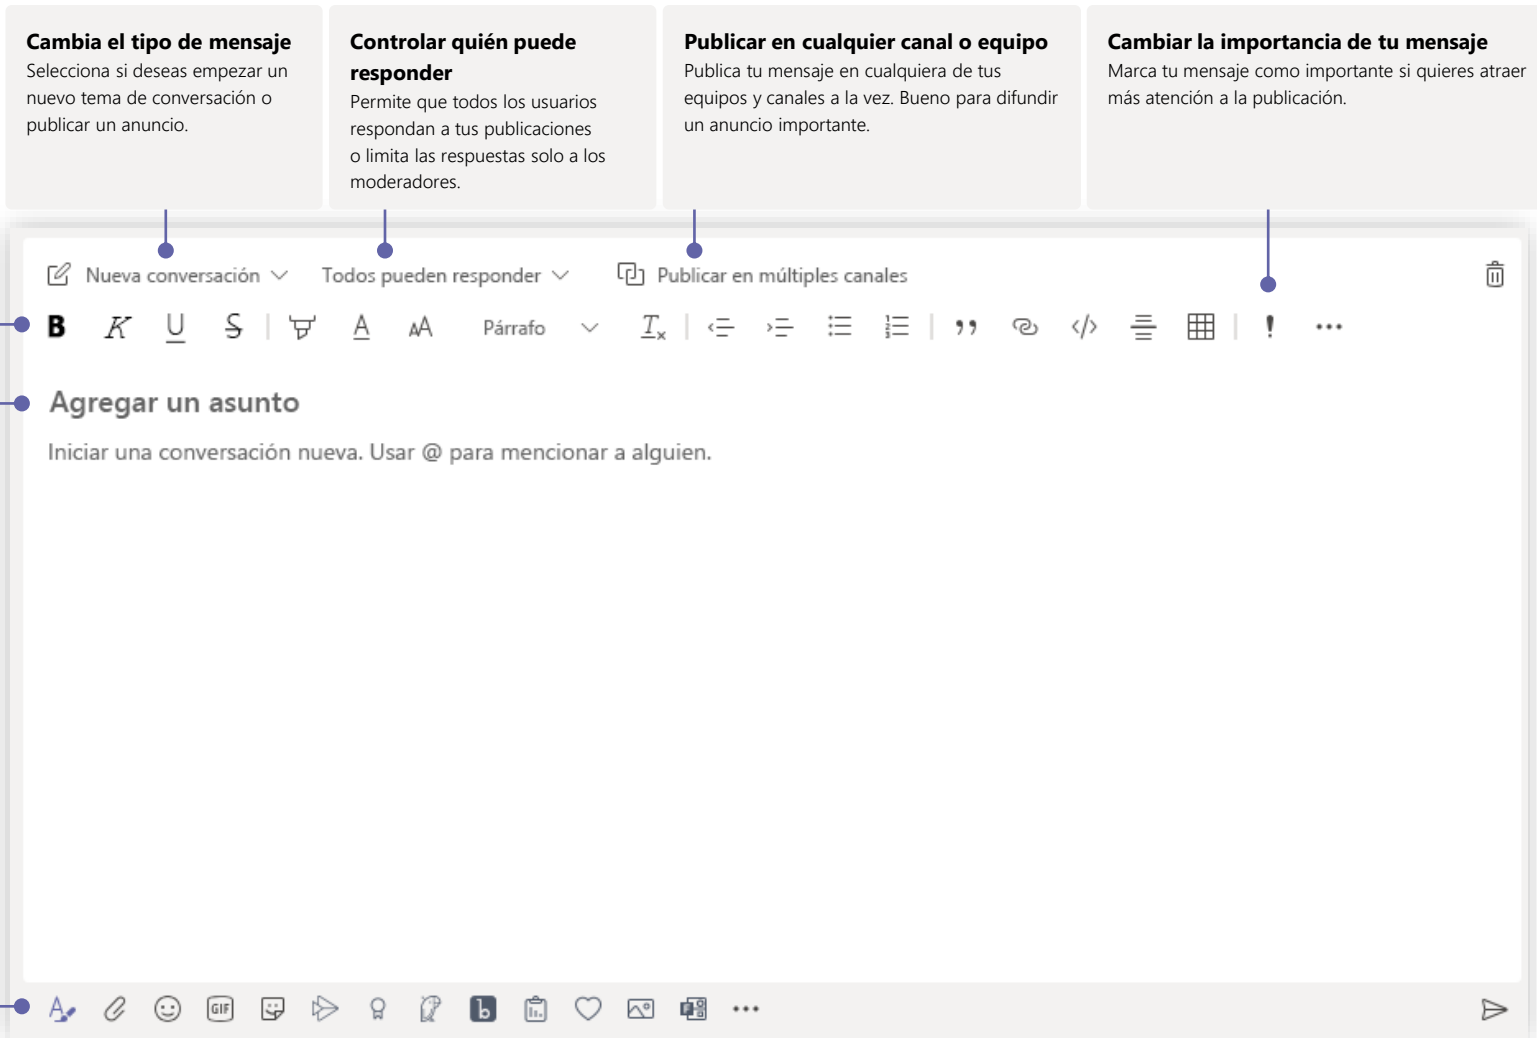 Cambia el tipo de mensaje
Selecciona si deseas empezar un
nuevo tema de conversación o
publicar un anuncio.
Controlar quién puede
responder
Permite que todos los usuarios
respondan a tus publicaciones
o limita las respuestas solo a los
moderadores.
Publicar en cualquier canal o equipo
Publica tu mensaje en cualquiera de tus
equipos y canales a la vez. Bueno para difundir
un anuncio importante.
Cambiar la importancia de tu mensaje
Marca tu mensaje como importante si quieres atraer
más atención a la publicación.
Nueva conversación
Todos pueden responder
Publicar en múltiples canales
Párrafo
Agregar un asunto
Iniciar una conversación nueva. Usar @ para mencionar a alguien.
GIF